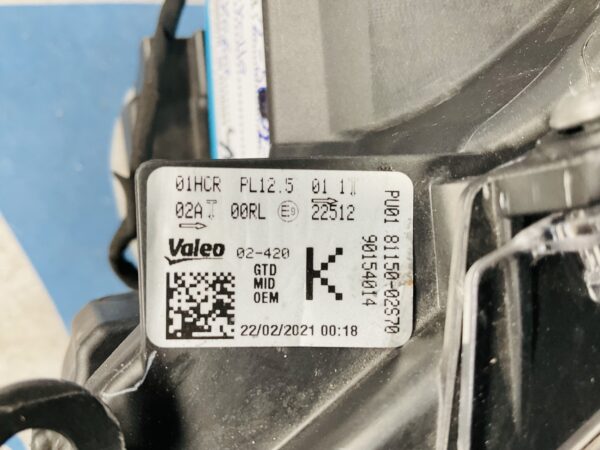 01HCR PL12.5 01 1
02A 00RL E9 22512
Valeo 02-420
GTD
MID
OEM
K
22/02/2021 00:18
PU01 81150-02S70
90154014